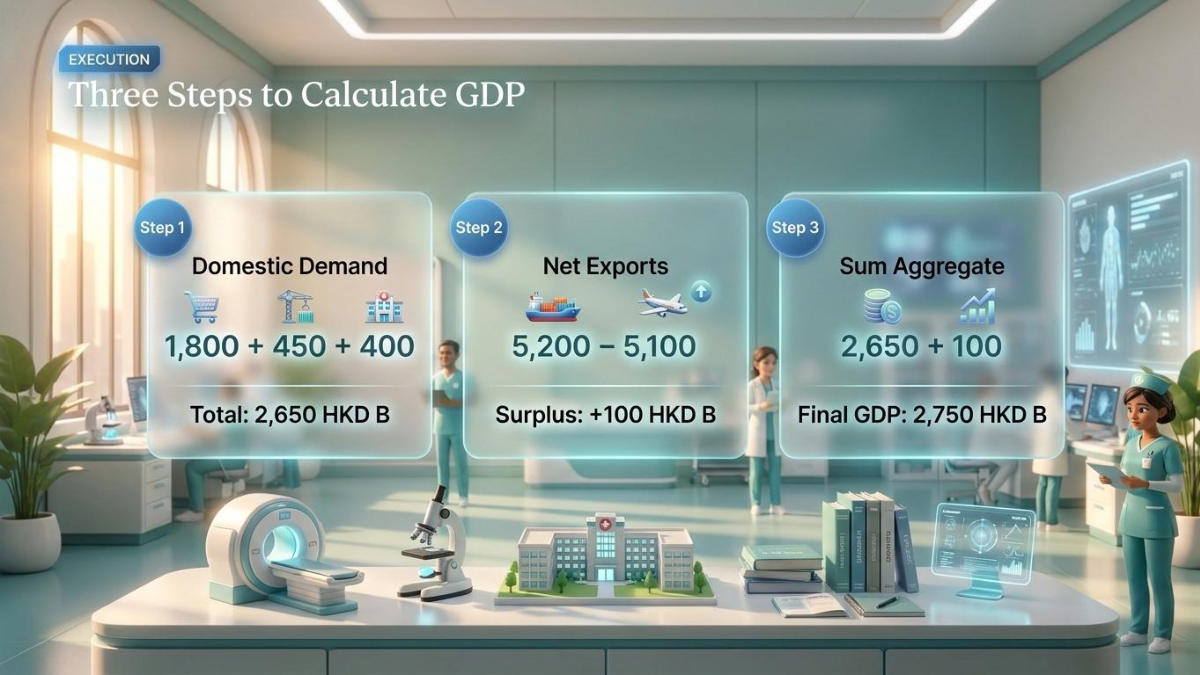 EXECUTION
Three Steps to Calculate GDP
Step 1
Domestic Demand
1,800 + 450 + 400
Total: 2,650 HKD B
Step 2
Net Exports
5,200 − 5,100
Surplus: +100 HKD B
Step 3
Sum Aggregate
2,650 + 100
Final GDP: 2,750 HKD B